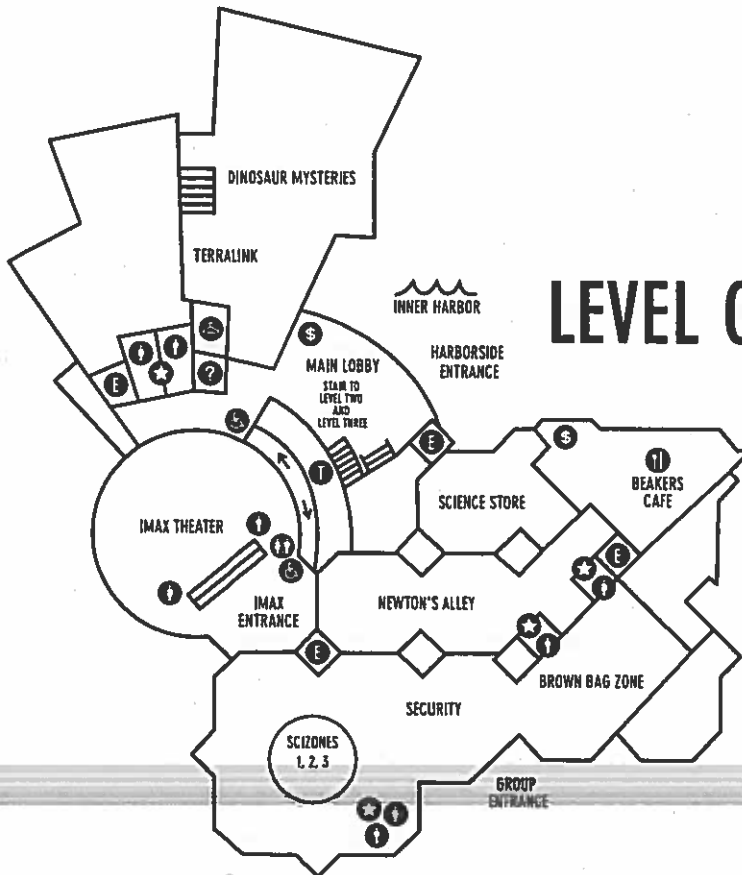 DINOSAUR MYSTERIES
TERRALINK
INNER HARBOR
LEVEL
$
MAIN LOBBY
HARBORSIDE
ENTRANCE
STAIR TO
LEVEL TWO
AND
LEVEL THREE
?
E
E
$
T
BEAKERS
CAFE
SCIENCE STORE
IMAX THEATER
E
IMAX
ENTRANCE
NEWTON'S ALLEY
E
BROWN BAG ZONE
SECURITY
SCIZONES
1, 2, 3
GROUP
ENTRANCE